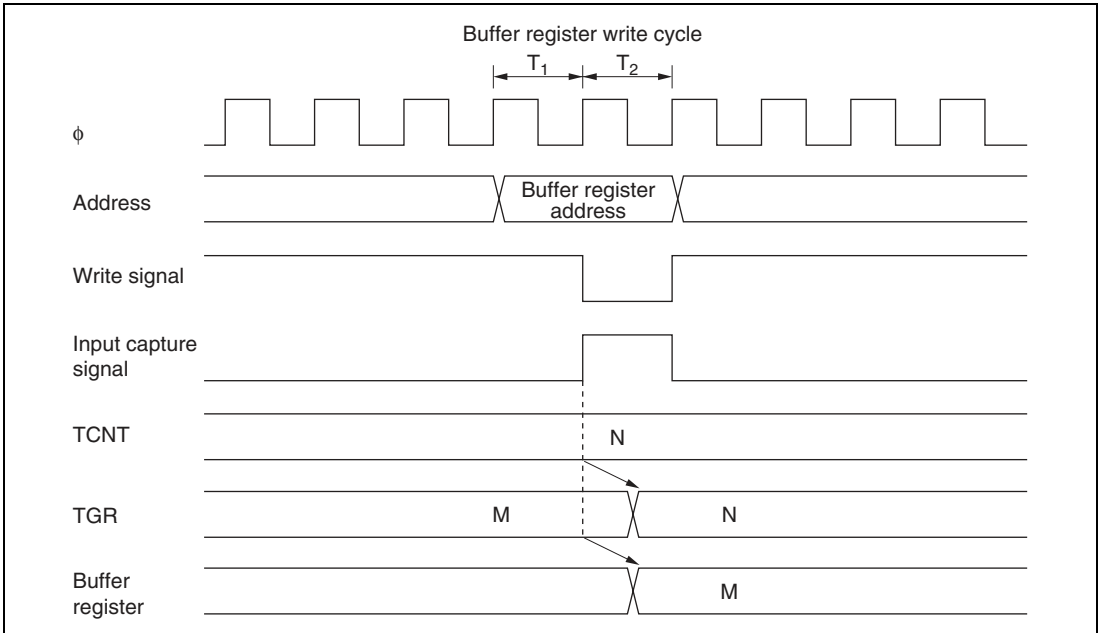 Buffer register write cycle
T1 T2
ϕ
Address
Buffer register
address
Write signal
Input capture
signal
TCNT
N
TGR
M N
Buffer
register
M